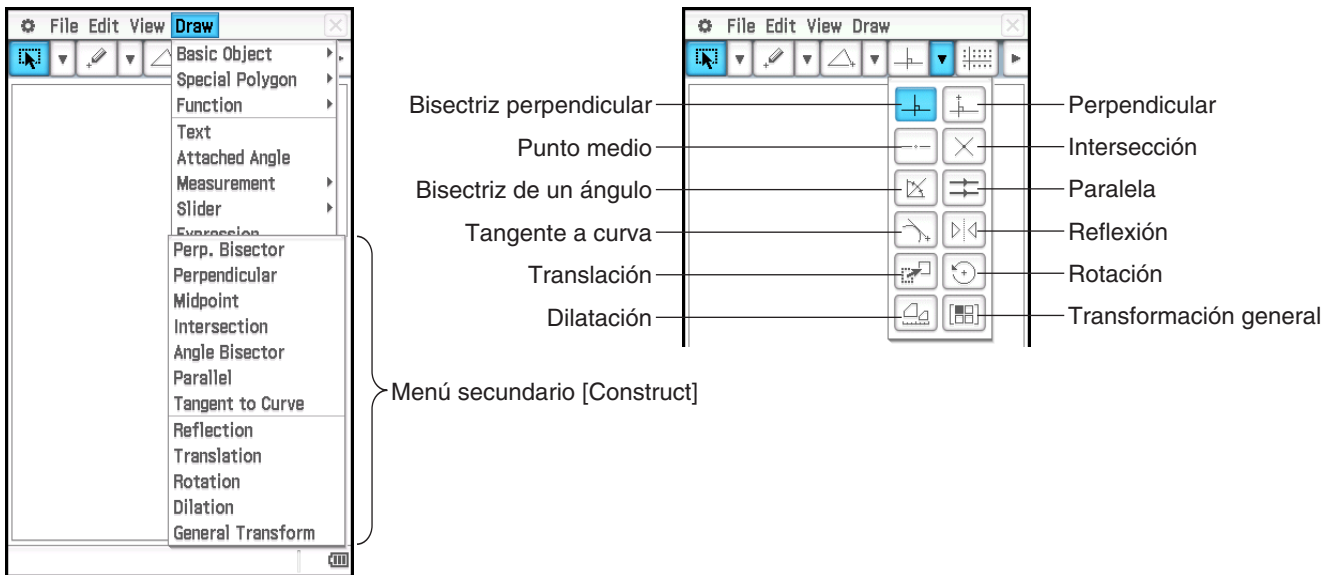 File Edit View Draw
Basic Object
Special Polygon
Function
Text
Attached Angle
Measurement
Slider
Expression
Perp. Bisector
Perpendicular
Midpoint
Intersection
Angle Bisector
Parallel
Tangent to Curve
Reflection
Translation
Rotation
Dilation
General Transform
Menú secundario [Construct]
File Edit View Draw
Bisectriz perpendicular
Perpendicular
Punto medio
Intersección
Bisectriz de un ángulo
Paralela
Tangente a curva
Reflexión
Translación
Rotación
Dilatación
Transformación general